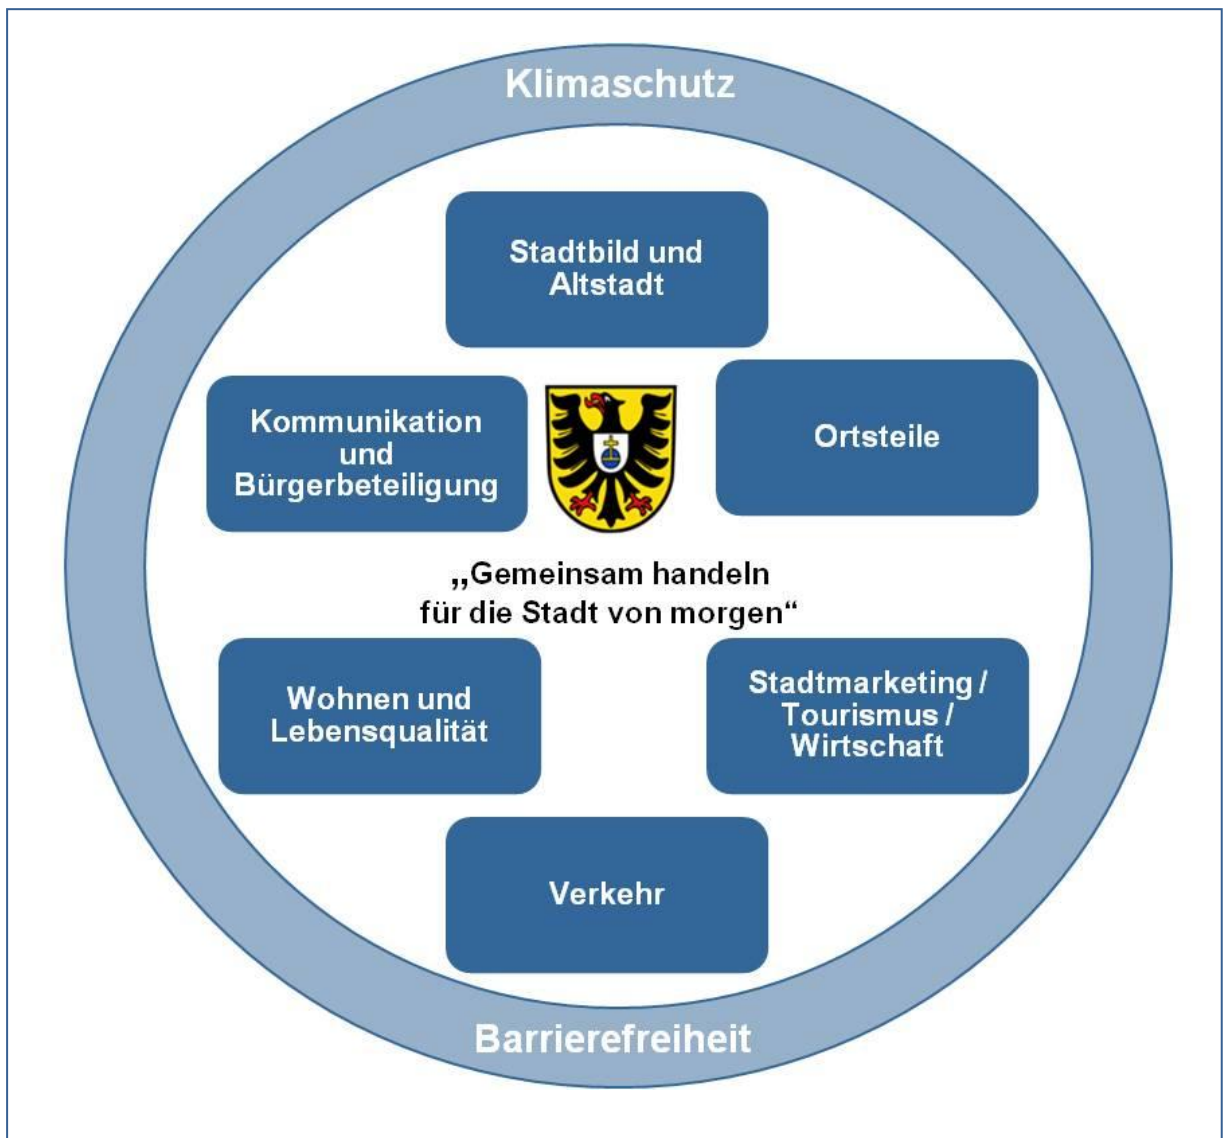 Klimaschutz
Stadtbild und
Altstadt
Kommunikation
und
Bürgerbeteiligung
Ortsteile
„Gemeinsam handeln
für die Stadt von morgen“
Wohnen und
Lebensqualität
Stadtmarketing /
Tourismus /
Wirtschaft
Verkehr
Barrierefreiheit